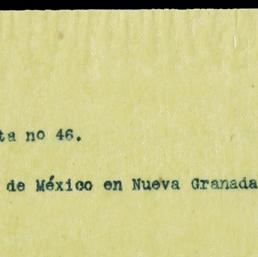 ta no 46.
de México en Nueva Granada